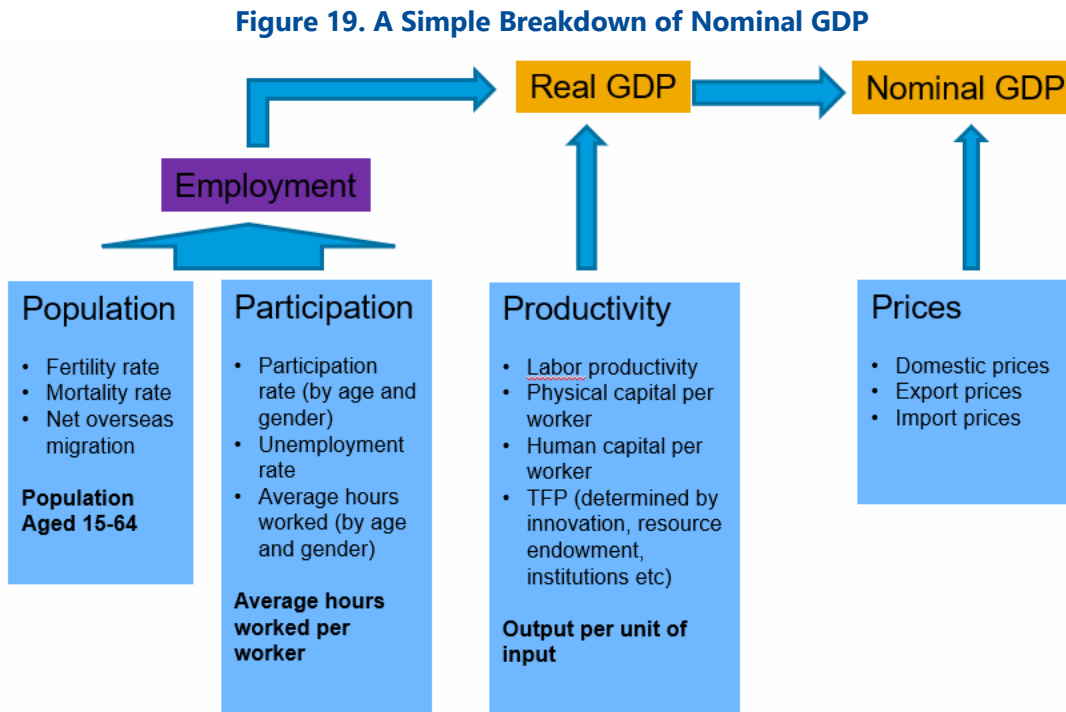 Figure 19. A Simple Breakdown of Nominal GDP
Real GDP
Nominal GDP
Employment
Population
• Fertility rate
• Mortality rate
• Net overseas
migration
Population
Aged 15-64
Participation
• Participation
rate (by age and
gender)
• Unemployment
rate
• Average hours
worked (by age
and gender)
Average hours
worked per
worker
Productivity
• Labor productivity
• Physical capital per
worker
• Human capital per
worker
• TFP (determined by
innovation, resource
endowment,
institutions etc)
Output per unit of
input
Prices
• Domestic prices
• Export prices
• Import prices